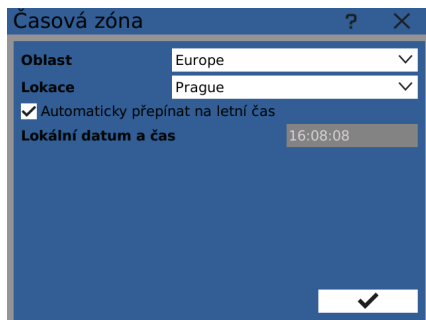 Časová zóna ?
Oblast Europe
Lokace Prague
Automaticky přepínat na letní čas
Lokální datum a čas 16:08:08